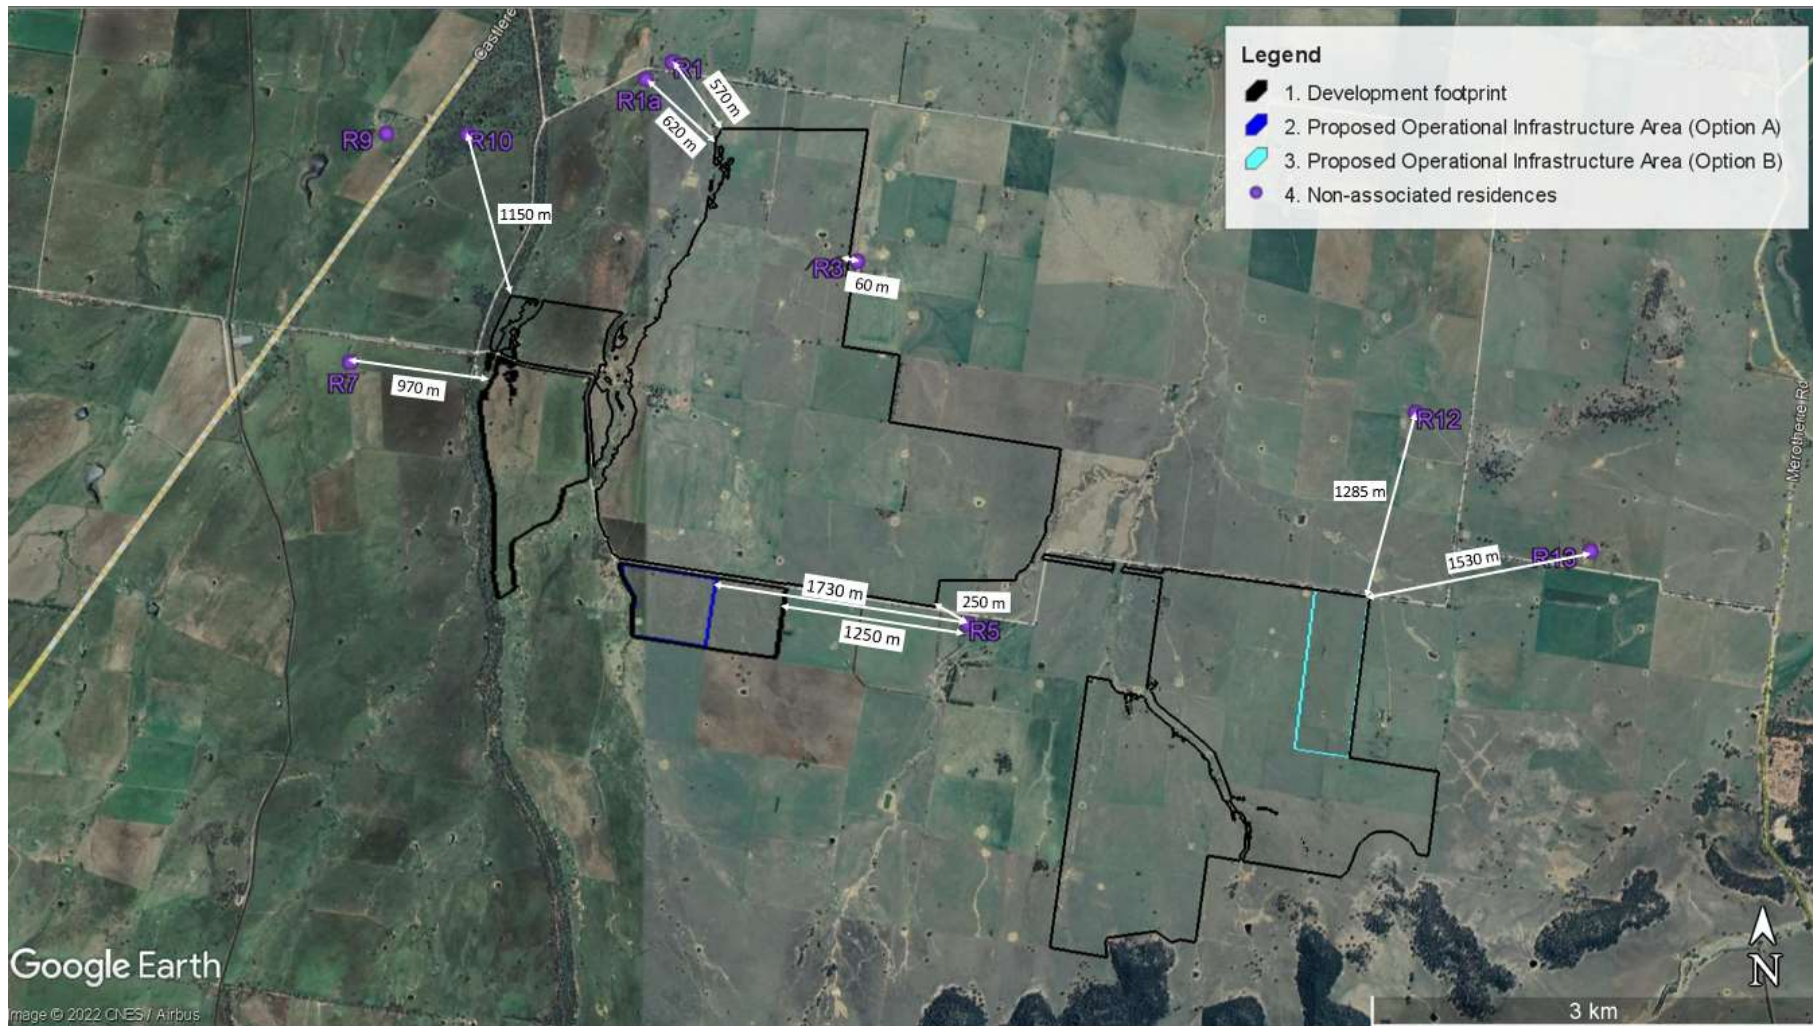 Legend
1. Development footprint
2. Proposed Operational Infrastructure Area (Option A)
3. Proposed Operational Infrastructure Area (Option B)
4. Non-associated residences
Castlere
R1
R1a
570 m
620 m
R9
R10
1150 m
R3
60 m
R7
970 m
R12
Merotherie Rd
1285 m
R13
1530 m
1730 m
250 m
1250 m
R5
Google Earth
N
3 km
Image © 2022 CNES / Airbus